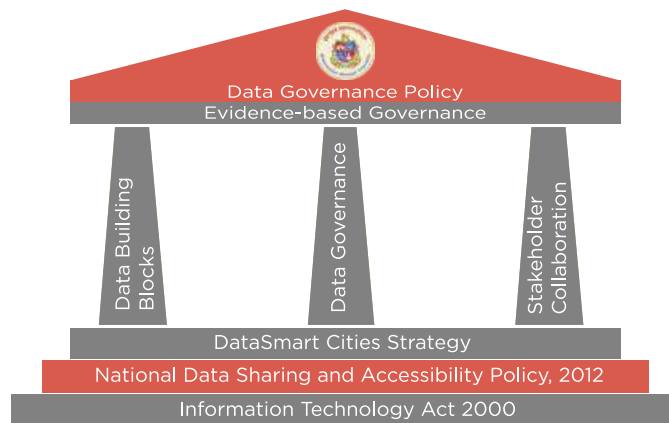 Data Governance Policy
Evidence-based Governance
Data Building
Blocks
Data Governance
Stakeholder
Collaboration
DataSmart Cities Strategy
National Data Sharing and Accessibility Policy, 2012
Information Technology Act 2000